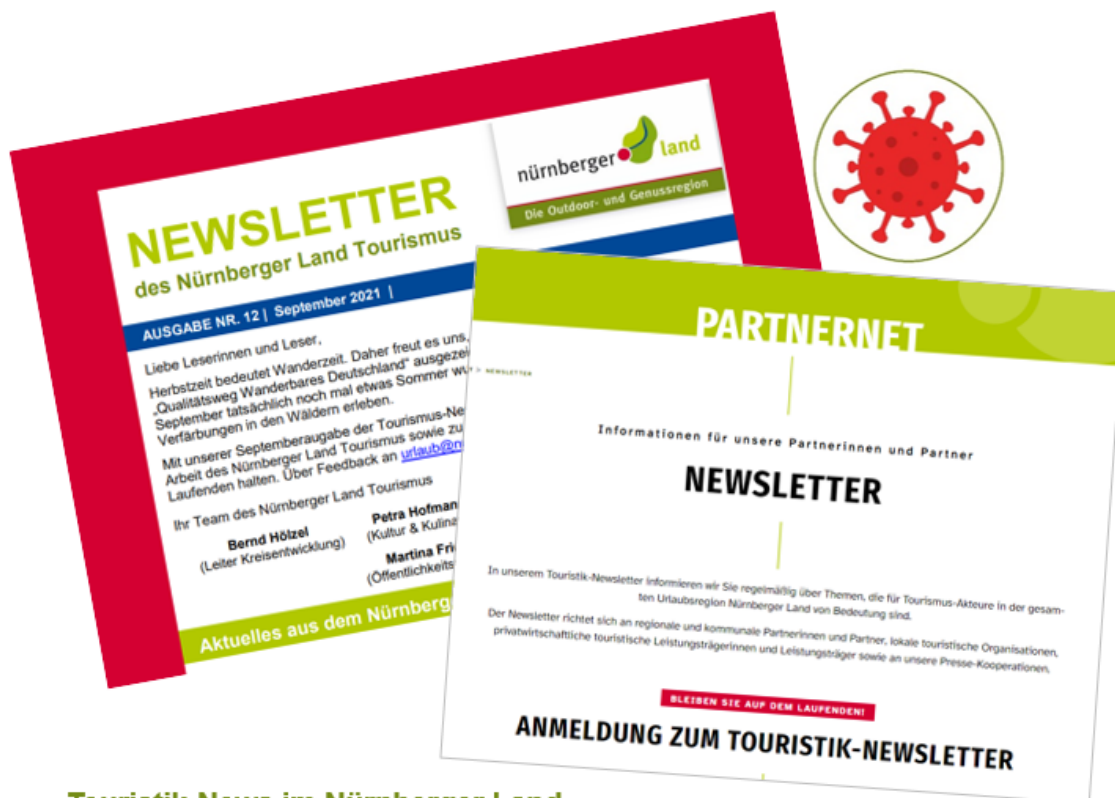 nürnberger land
Die Outdoor- und Genussregion
NEWSLETTER
des Nürnberger Land Tourismus
AUSGABE NR. 12 | September 2021 |
Liebe Leserinnen und Leser,
Herbstzeit bedeutet Wanderzeit. Daher freut es uns,
„Qualitätsweg Wanderbares Deutschland“ ausgezei
September tatsächlich noch mal etwas Sommer wu
Verfärbungen in den Wäldern erleben.
Mit unserer Septemberaugabe der Tourismus-Ne
Arbeit des Nürnberger Land Tourismus sowie zu
Laufenden halten. Über Feedback an urlaub@n
Ihr Team des Nürnberger Land Tourismus
Bernd Hölzel
(Leiter Kreisentwicklung)
Petra Hofman
(Kultur & Kulina
Martina Fri
(Öffentlichkeits
Aktuelles aus dem Nürnberg
PARTNERNET
> NEWSLETTER
Informationen für unsere Partnerinnen und Partner
NEWSLETTER
In unserem Touristik-Newsletter informieren wir Sie regelmäßig über Themen, die für Tourismus-Akteure in der gesam-
ten Urlaubsregion Nürnberger Land von Bedeutung sind.
Der Newsletter richtet sich an regionale und kommunale Partnerinnen und Partner, lokale touristische Organisationen,
privatwirtschaftliche touristische Leistungsträgerinnen und Leistungsträger sowie an unsere Presse-Kooperationen.
BLEIBEN SIE AUF DEM LAUFENDEN!
ANMELDUNG ZUM TOURISTIK-NEWSLETTER
Touristik-News im Nürnberger Land